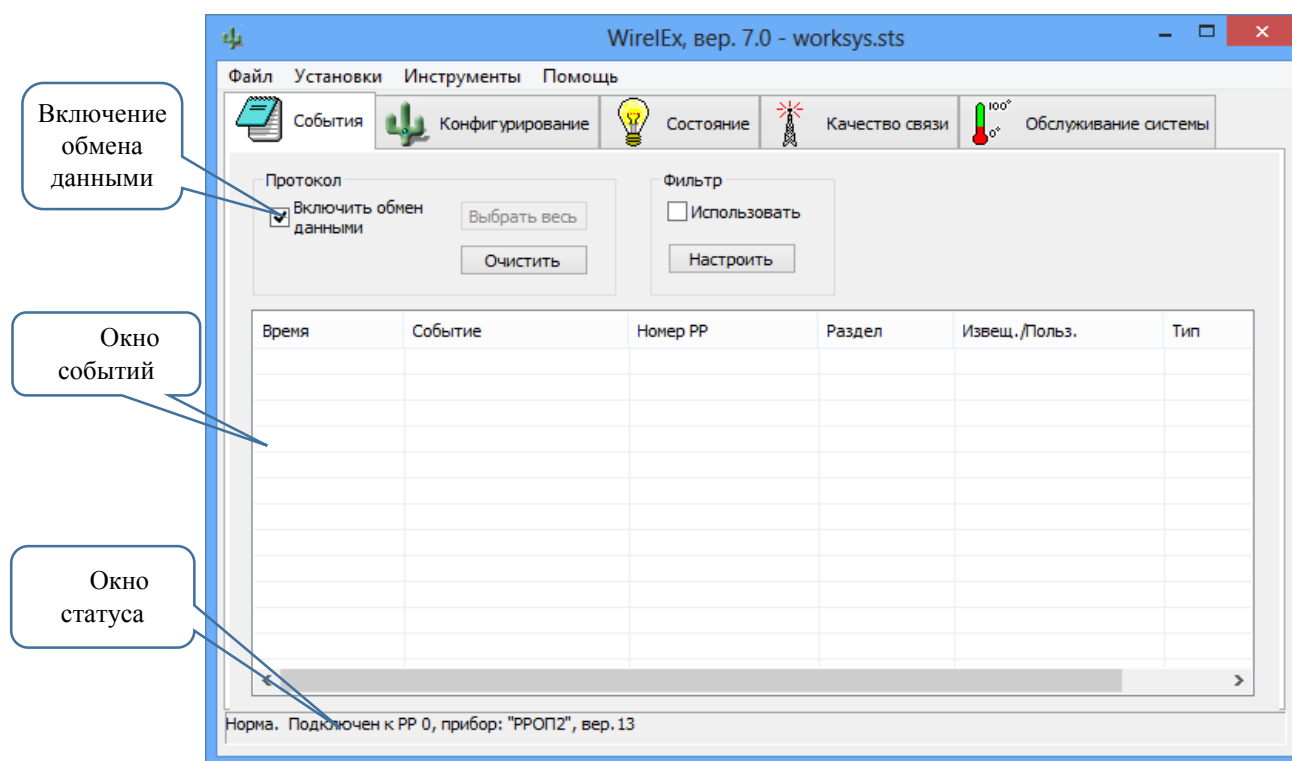 WirelEx, вер. 7.0 - worksys.sts
Файл Установки Инструменты Помощь
События Конфигурирование Состояние Качество связи 100° 0° Обслуживание системы
Включение
обмена
данными
Протокол
Включить обмен
данными
Выбрать весь
Очистить
Фильтр
Использовать
Настроить
Окно
событий
Время Событие Номер РР Раздел Извещ./Польз. Тип
Окно
статуса
Норма. Подключен к РР 0, прибор: "РРОП2", вер.13